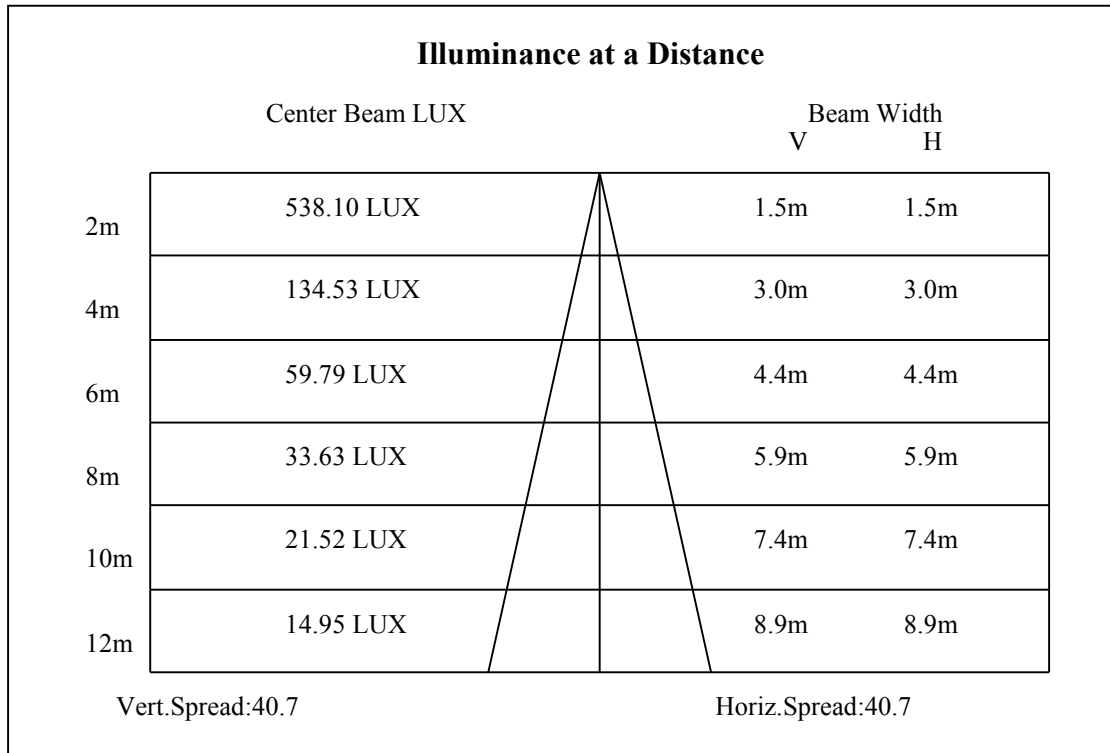 Illuminance at a Distance
Center Beam LUX Beam Width
V H
2m 538.10 LUX 1.5m 1.5m
4m 134.53 LUX 3.0m 3.0m
6m 59.79 LUX 4.4m 4.4m
8m 33.63 LUX 5.9m 5.9m
10m 21.52 LUX 7.4m 7.4m
12m 14.95 LUX 8.9m 8.9m
Vert.Spread:40.7 Horiz.Spread:40.7